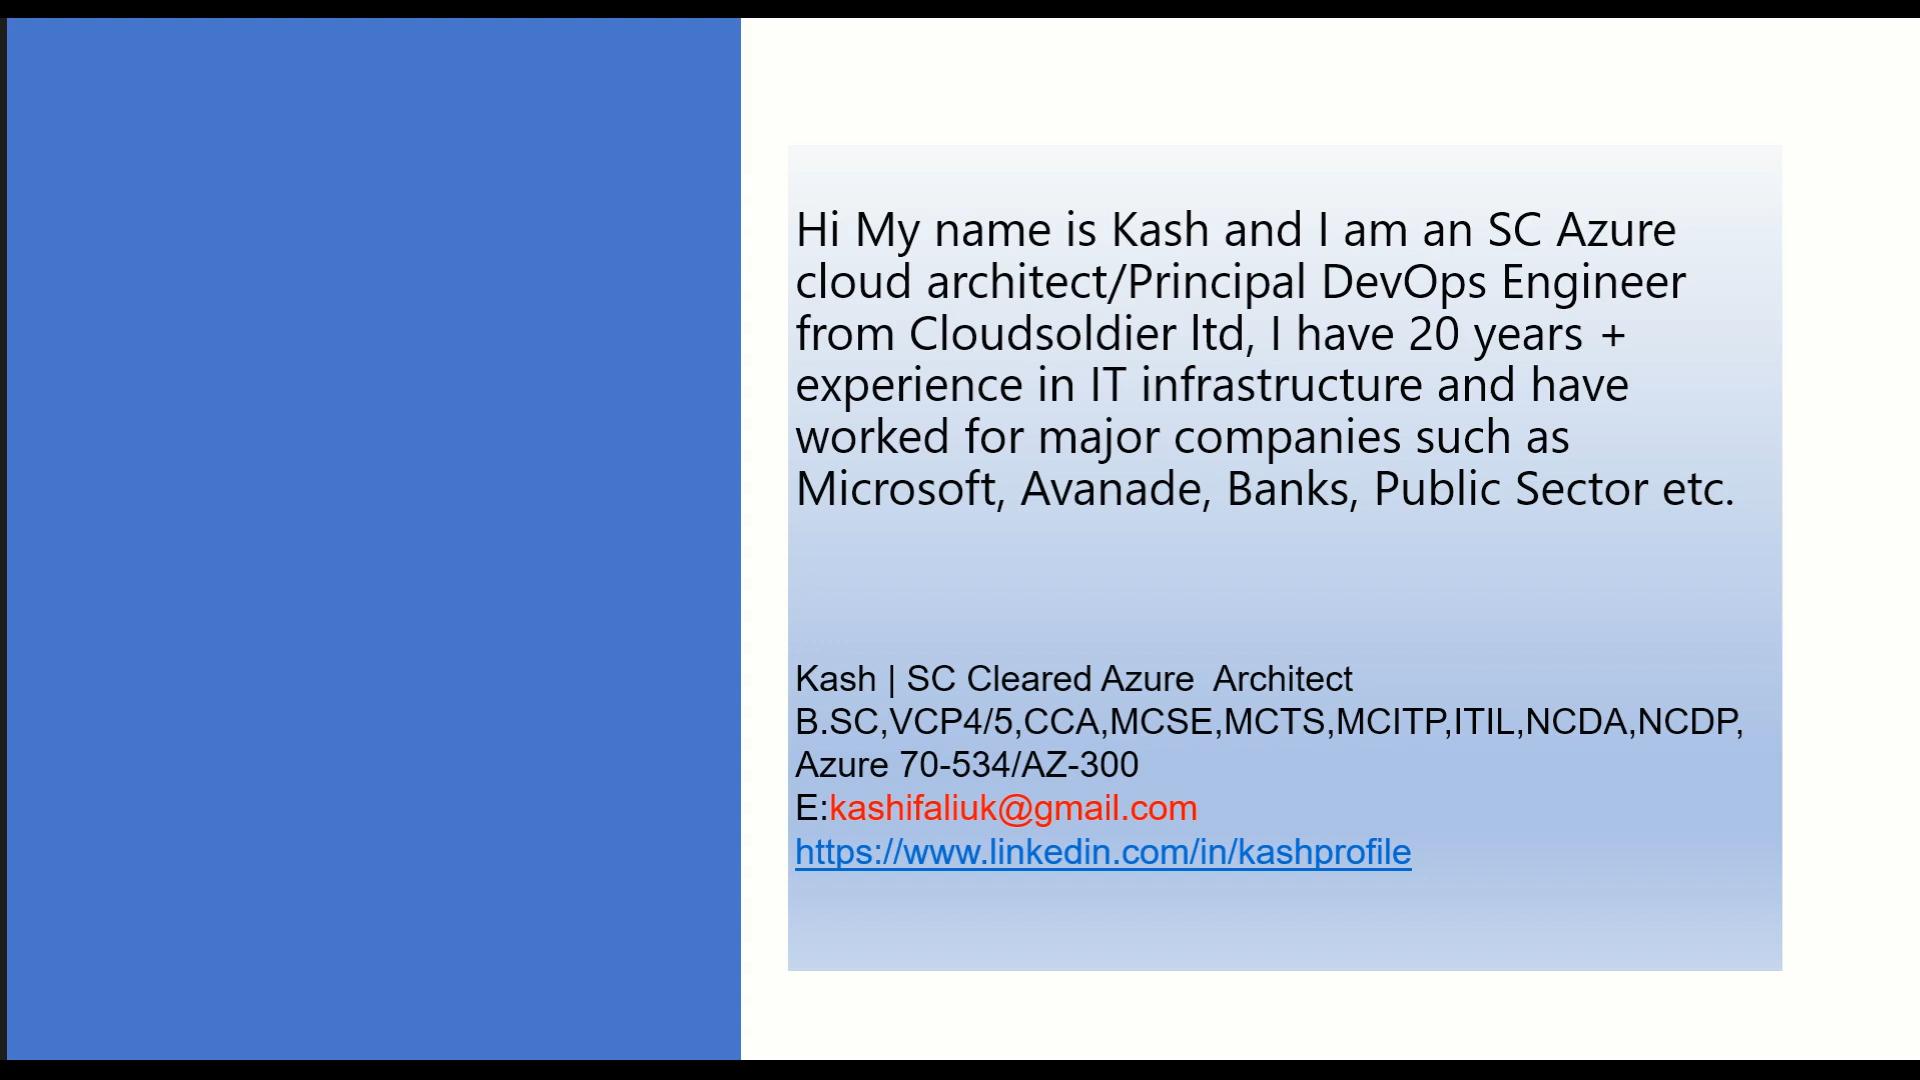 Hi My name is Kash and I am an SC Azure
cloud architect/Principal DevOps Engineer
from Cloudsoldier ltd, I have 20 years +
experience in IT infrastructure and have
worked for major companies such as
Microsoft, Avanade, Banks, Public Sector etc.
Kash | SC Cleared Azure  Architect
B.SC,VCP4/5,CCA,MCSE,MCTS,MCITP,ITIL,NCDA,NCDP,
Azure 70-534/AZ-300
E:kashifaliuk@gmail.com
https://www.linkedin.com/in/kashprofile